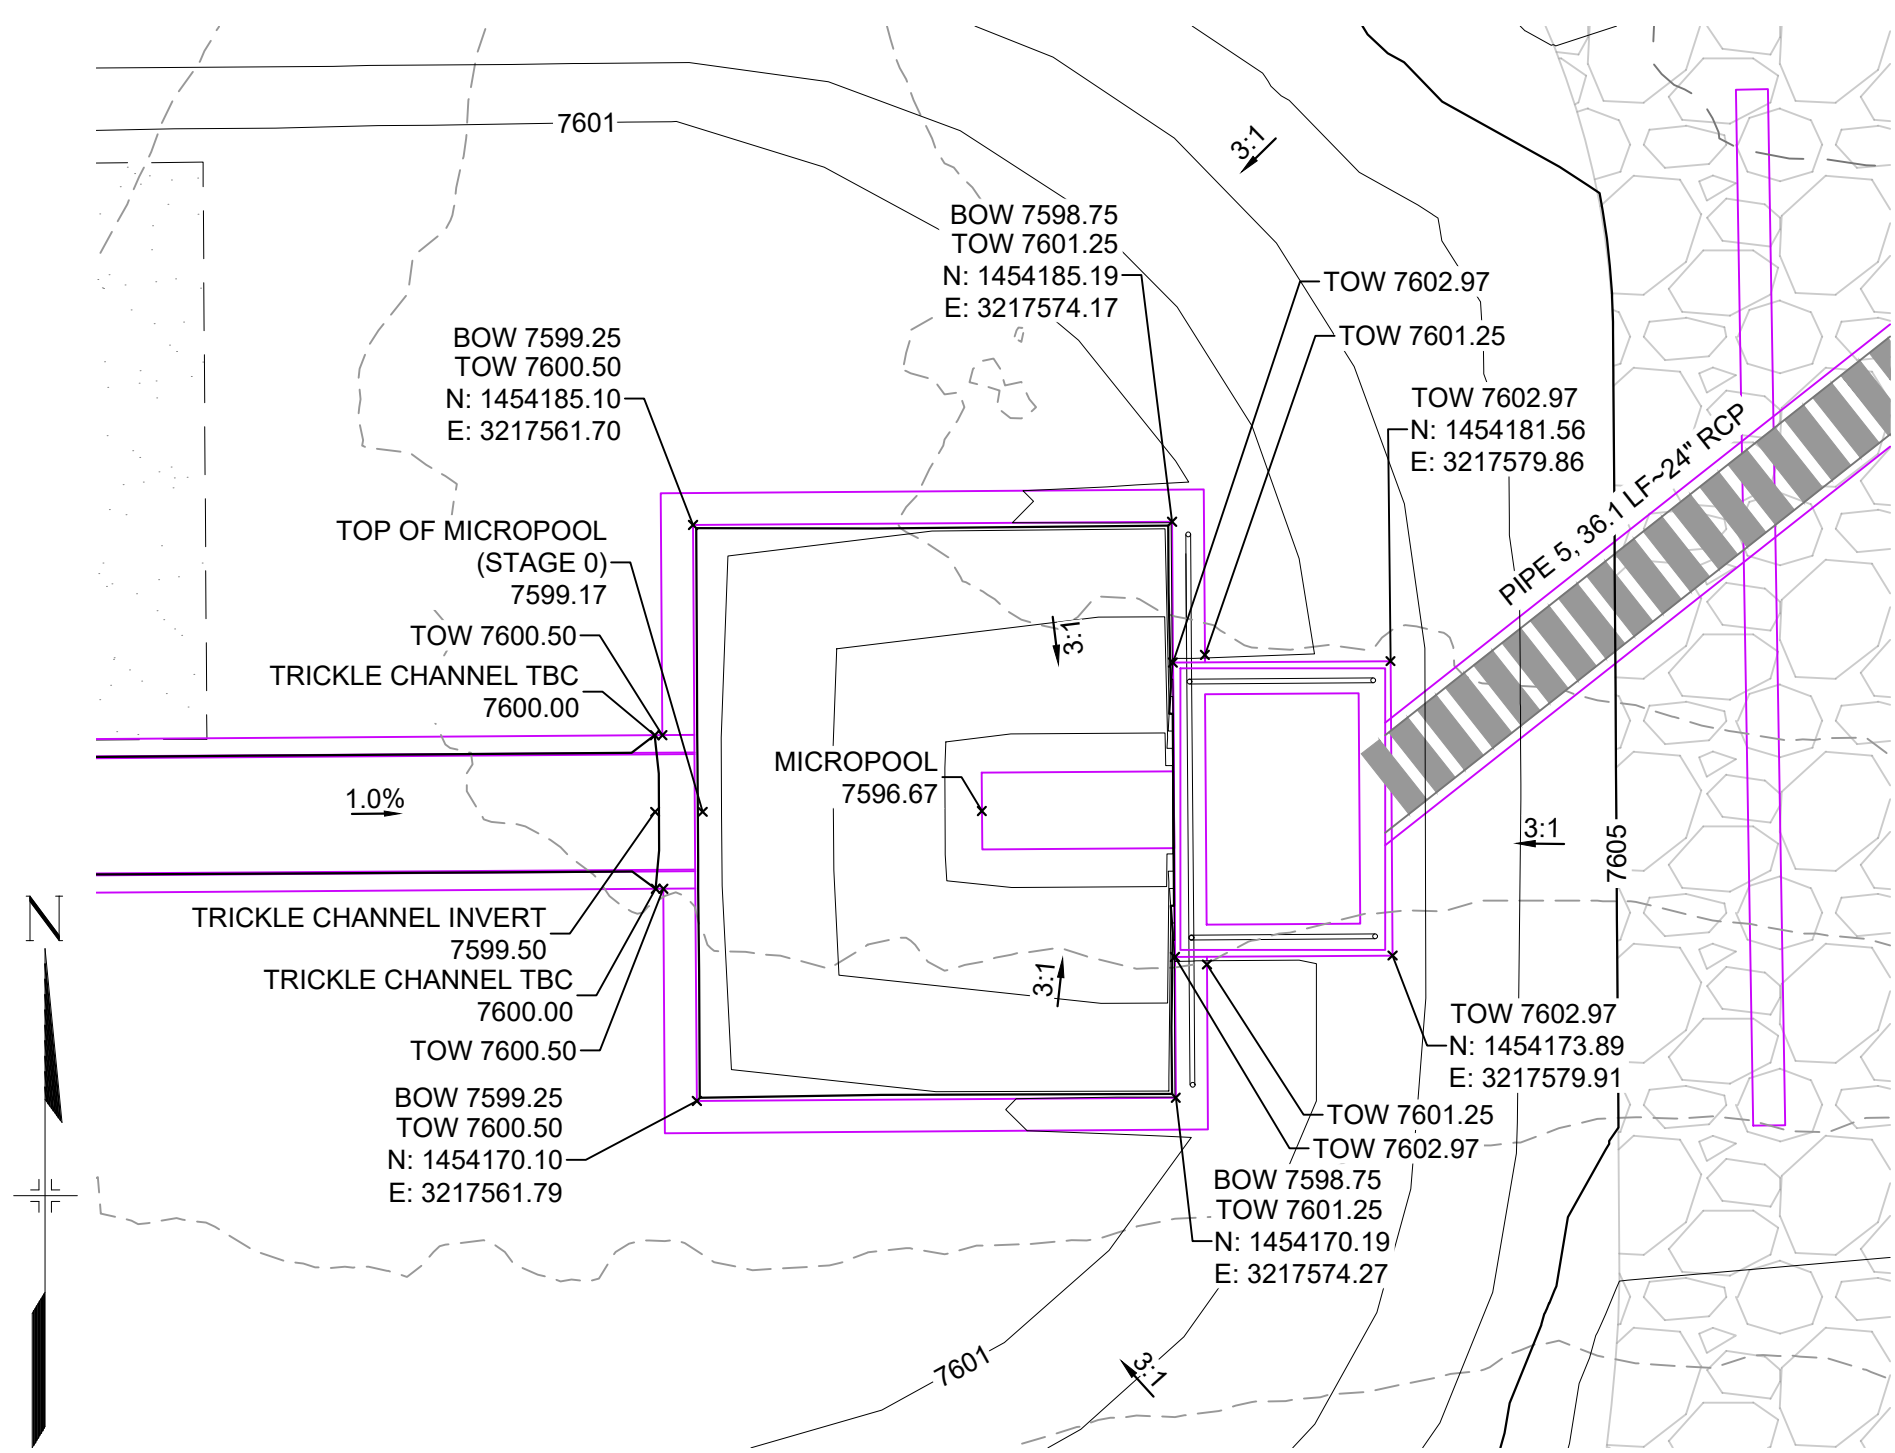 7601
3:1
BOW 7598.75
TOW 7601.25
N: 1454185.19
E: 3217574.17
TOW 7602.97
TOW 7601.25
BOW 7599.25
TOW 7600.50
N: 1454185.10
E: 3217561.70
TOW 7602.97
N: 1454181.56
E: 3217579.86
PIPE 5, 36.1 LF~24" RCP
TOP OF MICROPOOL
(STAGE 0)
7599.17
TOW 7600.50
TRICKLE CHANNEL TBC
7600.00
3:1
MICROPOOL
7596.67
1.0%
3:1
7605
N
TRICKLE CHANNEL INVERT
7599.50
TRICKLE CHANNEL TBC
7600.00
3:1
TOW 7600.50
TOW 7602.97
N: 1454173.89
E: 3217579.91
BOW 7599.25
TOW 7600.50
N: 1454170.10
E: 3217561.79
TOW 7601.25
TOW 7602.97
BOW 7598.75
TOW 7601.25
N: 1454170.19
E: 3217574.27
7601
3:1